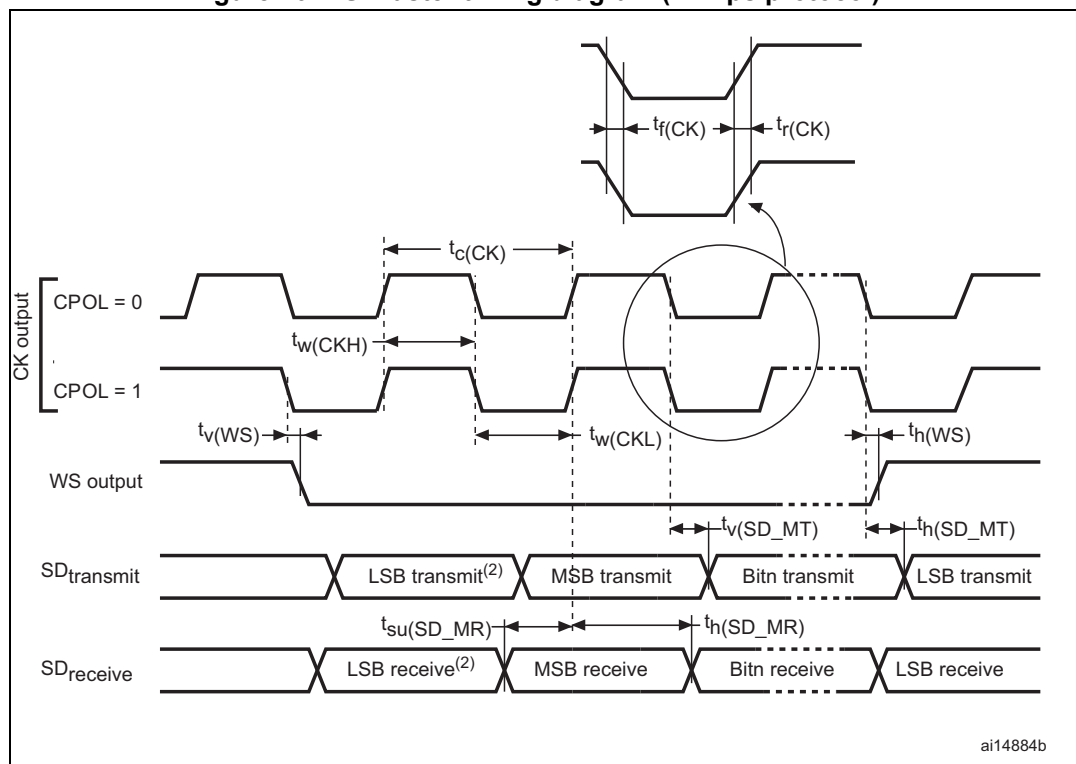 tf(CK)
tr(CK)
tc(CK)
CK output
CPOL = 0
tw(CKH)
CPOL = 1
tv(WS)
tw(CKL)
th(WS)
WS output
tv(SD_MT)
th(SD_MT)
SDtransmit
LSB transmit(2)
MSB transmit
Bitn transmit
LSB transmit
tsu(SD_MR)
th(SD_MR)
SDreceive
LSB receive(2)
MSB receive
Bitn receive
LSB receive
ai14884b